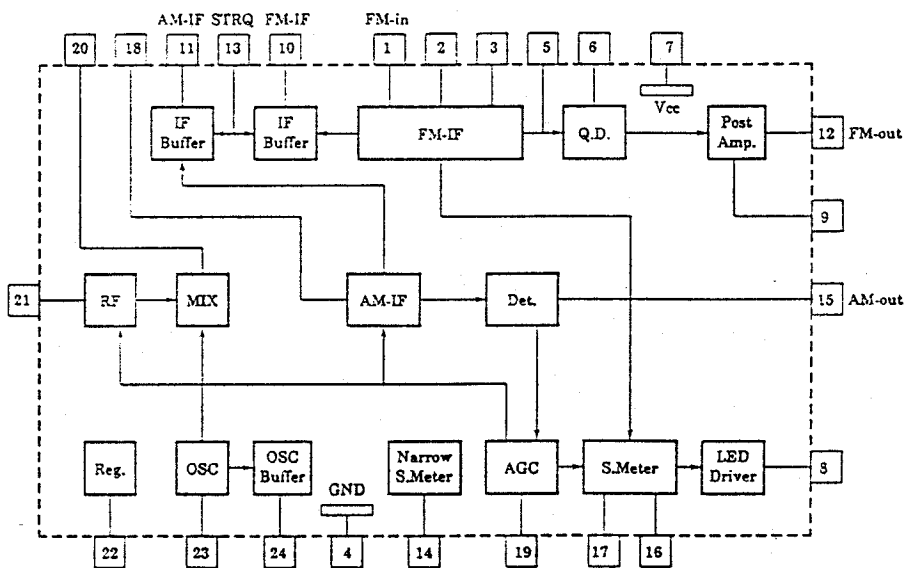 AM-IF STRQ FM-IF FM-in
20 18 11 13 10 1 2 3 5 6 7
Vcc
IF Buffer
IF Buffer
FM-IF
Q.D.
Post Amp.
12 FM-out
9
21
RF
MIX
AM-IF
Det.
15 AM-out
Reg.
OSC
OSC Buffer
GND
Narrow S.Meter
AGC
S.Meter
LED Driver
8
22 23 24 4 14 19 17 16